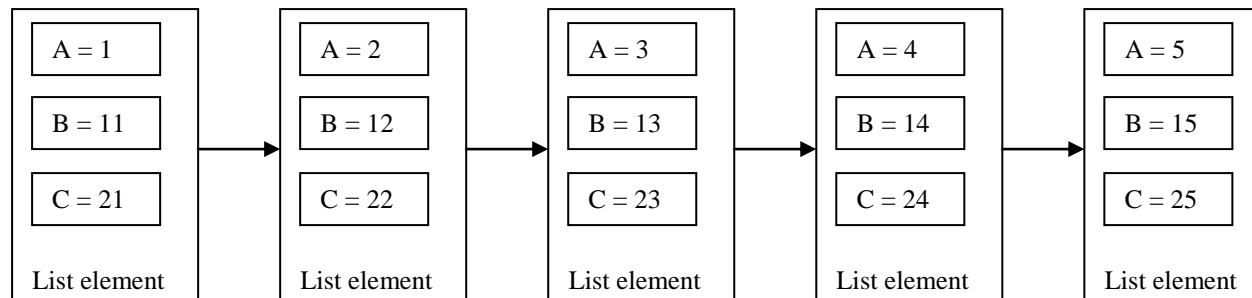 A = 1 A = 2 A = 3 A = 4 A = 5
B = 11 B = 12 B = 13 B = 14 B = 15
C = 21 C = 22 C = 23 C = 24 C = 25
List element List element List element List element List element